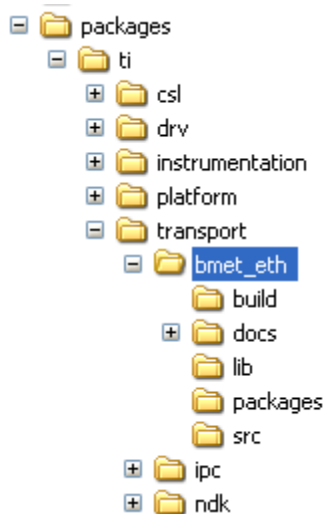 packages
ti
csl
drv
instrumentation
platform
transport
bmet_eth
build
docs
lib
packages
src
ipc
ndk